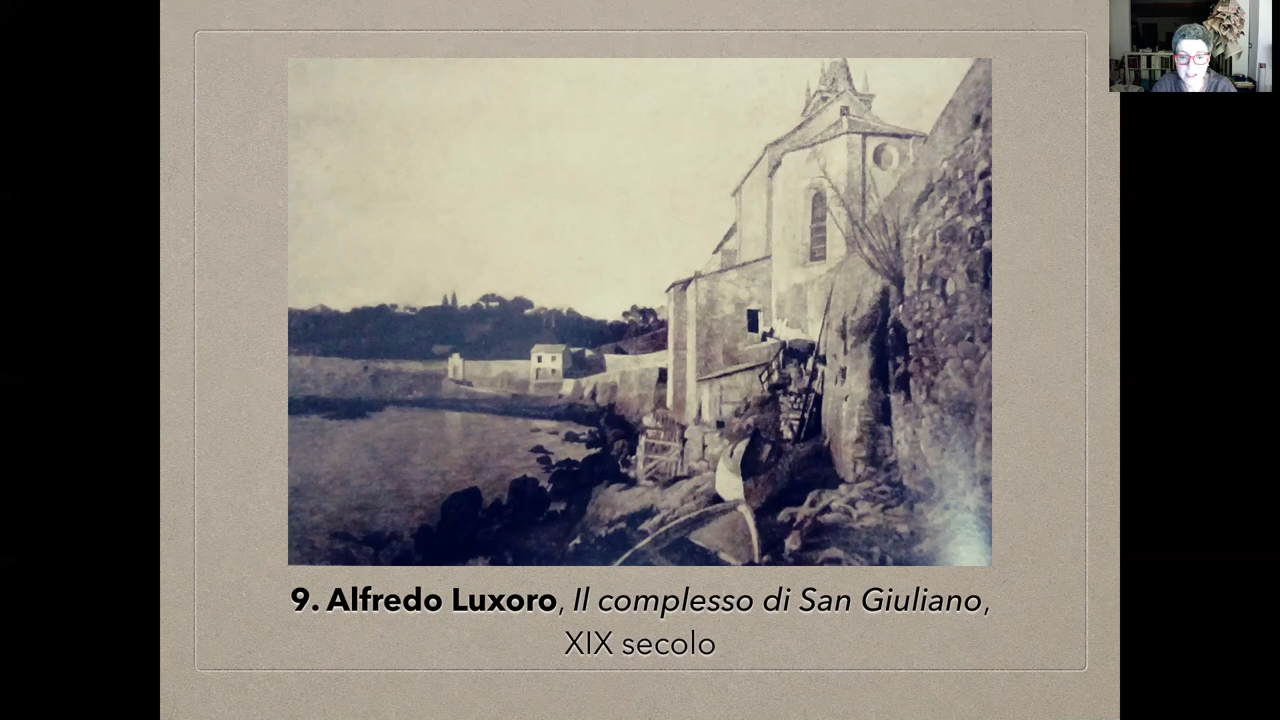 9. Alfredo Luxoro, Il complesso di San Giuliano,
XIX secolo